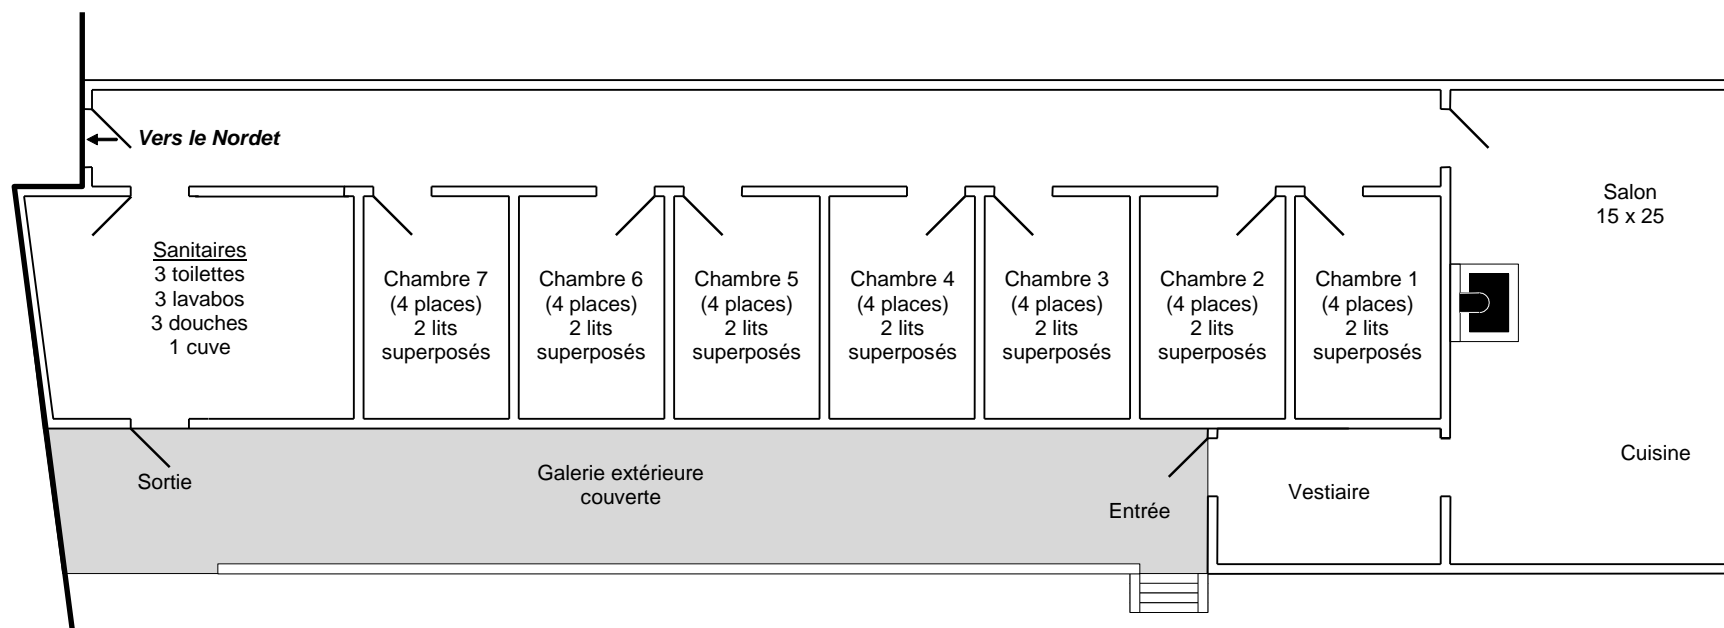 Vers le Nordet
Salon
15 x 25
Sanitaires
3 toilettes
3 lavabos
3 douches
1 cuve
Chambre 7
(4 places)
2 lits
superposés
Chambre 6
(4 places)
2 lits
superposés
Chambre 5
(4 places)
2 lits
superposés
Chambre 4
(4 places)
2 lits
superposés
Chambre 3
(4 places)
2 lits
superposés
Chambre 2
(4 places)
2 lits
superposés
Chambre 1
(4 places)
2 lits
superposés
Cuisine
Sortie
Galerie extérieure
couverte
Entrée
Vestiaire